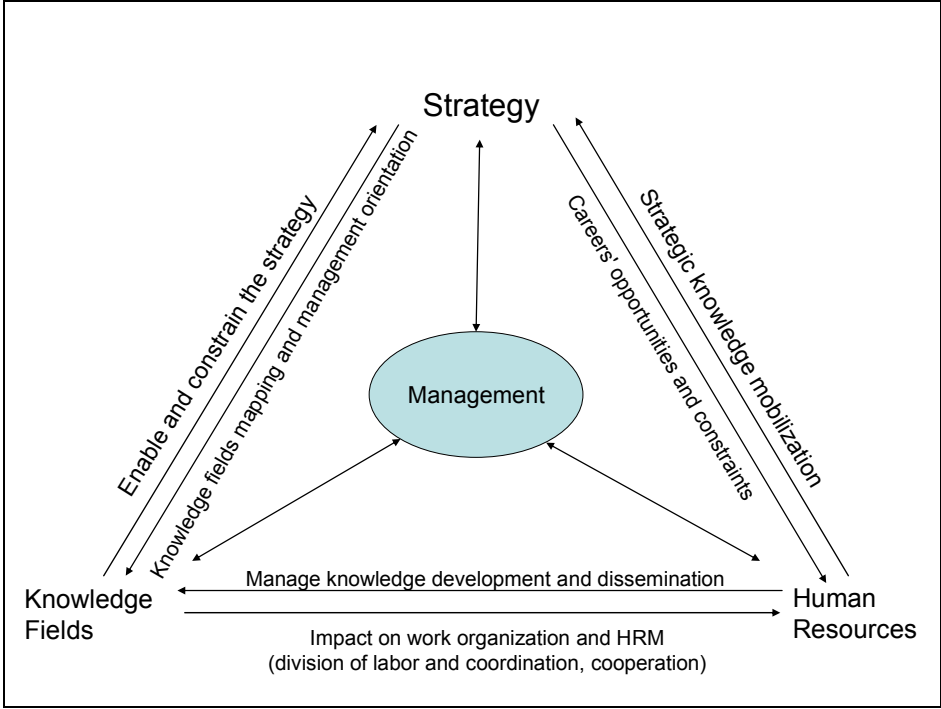 Strategy
Enable and constrain the strategy
Knowledge fields mapping and management orientation
Careers' opportunities and constraints
Strategic knowledge mobilization
Management
Manage knowledge development and dissemination
Knowledge
Fields
Human
Resources
Impact on work organization and HRM
(division of labor and coordination, cooperation)